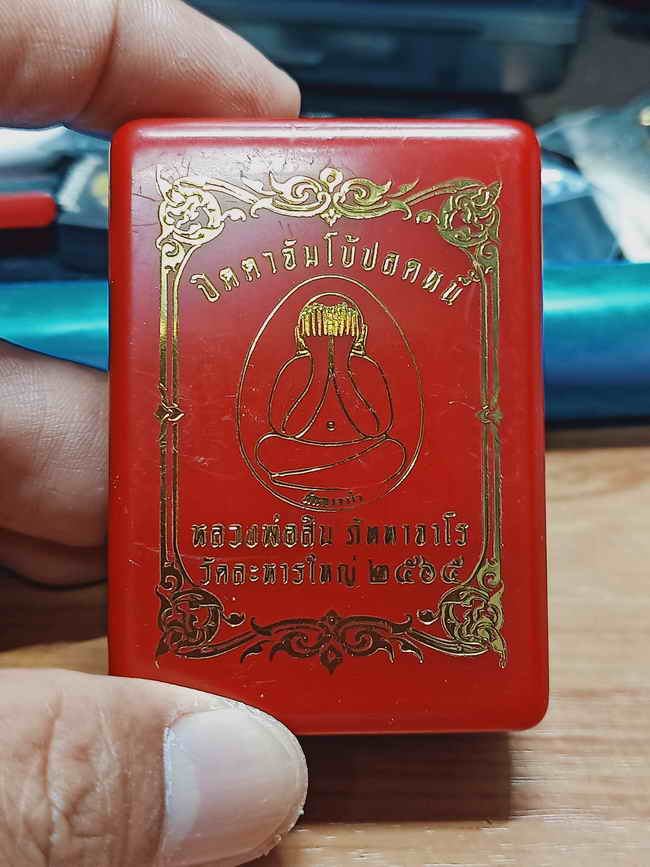 ปิดตาจัมโบ้ปลดหนี้
หลวงพ่อสิน ภัททาจาโร
วัดละหารใหญ่ ๒๕๖๕